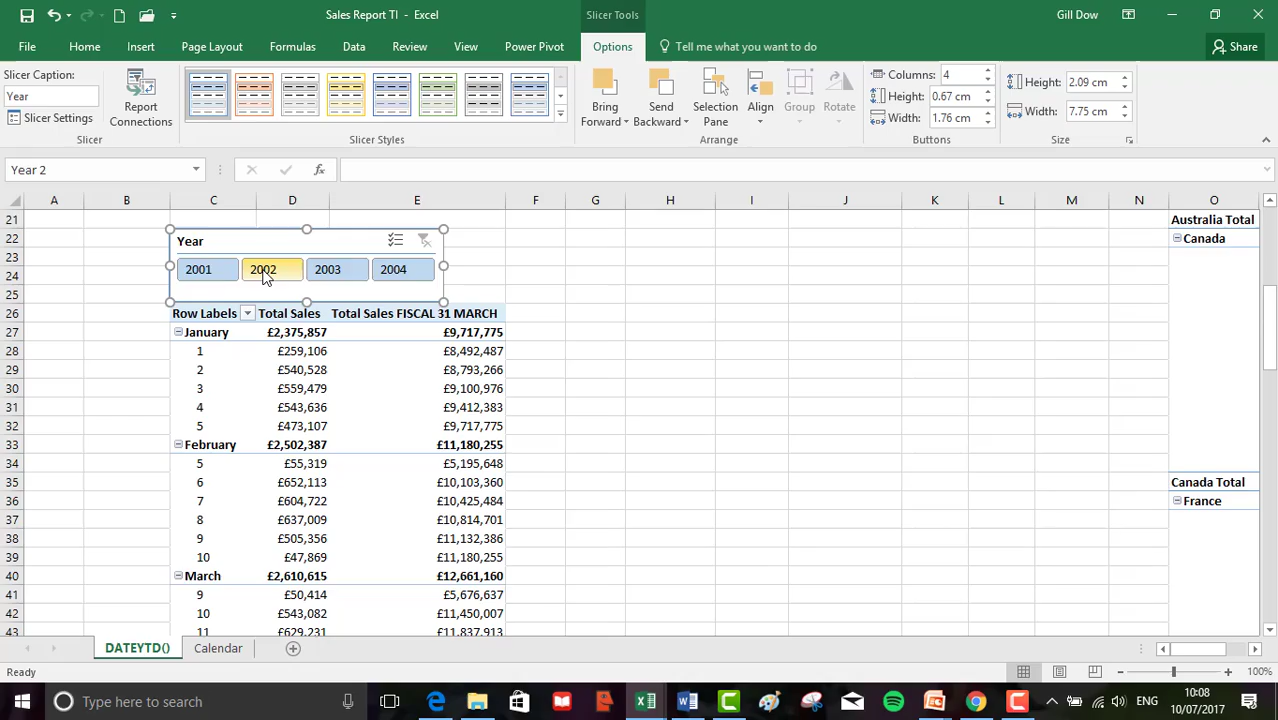 Sales Report TI - Excel
Slicer Tools
Gill Dow
File Home Insert Page Layout Formulas Data Review View Power Pivot Options Tell me what you want to do Share
Slicer Caption:
Year
Slicer Settings
Report Connections
Bring Forward
Send Backward
Selection Pane
Align
Group
Rotate
Columns: 4
Height: 0.67 cm
Width: 1.76 cm
Height: 2.09 cm
Width: 7.75 cm
Slicer Slicer Styles Arrange Buttons Size
Year 2 fx
A B C D E F G H I J K L M N O
21 Australia Total
22 Canada
Year
23
2001 2002 2003 2004
24
25
26 Row Labels Total Sales Total Sales FISCAL 31 MARCH
27 January £2,375,857 £9,717,775
28 1 £259,106 £8,492,487
29 2 £540,528 £8,793,266
30 3 £559,479 £9,100,976
31 4 £543,636 £9,412,383
32 5 £473,107 £9,717,775
33 February £2,502,387 £11,180,255
34 5 £55,319 £5,195,648
35 6 £652,113 £10,103,360 Canada Total
36 7 £604,722 £10,425,484 France
37 8 £637,009 £10,814,701
38 9 £505,356 £11,132,386
39 10 £47,869 £11,180,255
40 March £2,610,615 £12,661,160
41 9 £50,414 £5,676,637
42 10 £543,082 £11,450,007
43 11 £629,231 £11,837,913
DATEYTD() Calendar
Ready 100%
Type here to search
ENG
10:08
10/07/2017